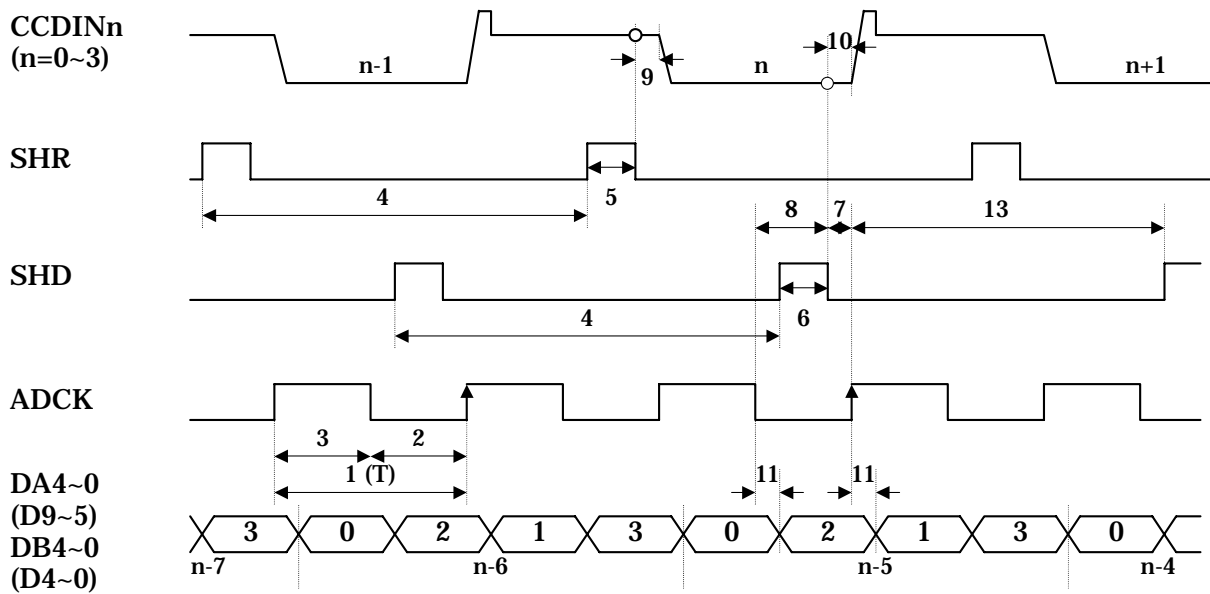 CCDINn
(n=0~3)
n-1
9
n
10
n+1
SHR
4
5
8
7
13
SHD
4
6
ADCK
3
2
1 (T)
11
11
DA4~0
(D9~5)
DB4~0
(D4~0)
3
0
2
1
3
0
2
1
3
0
n-7
n-6
n-5
n-4